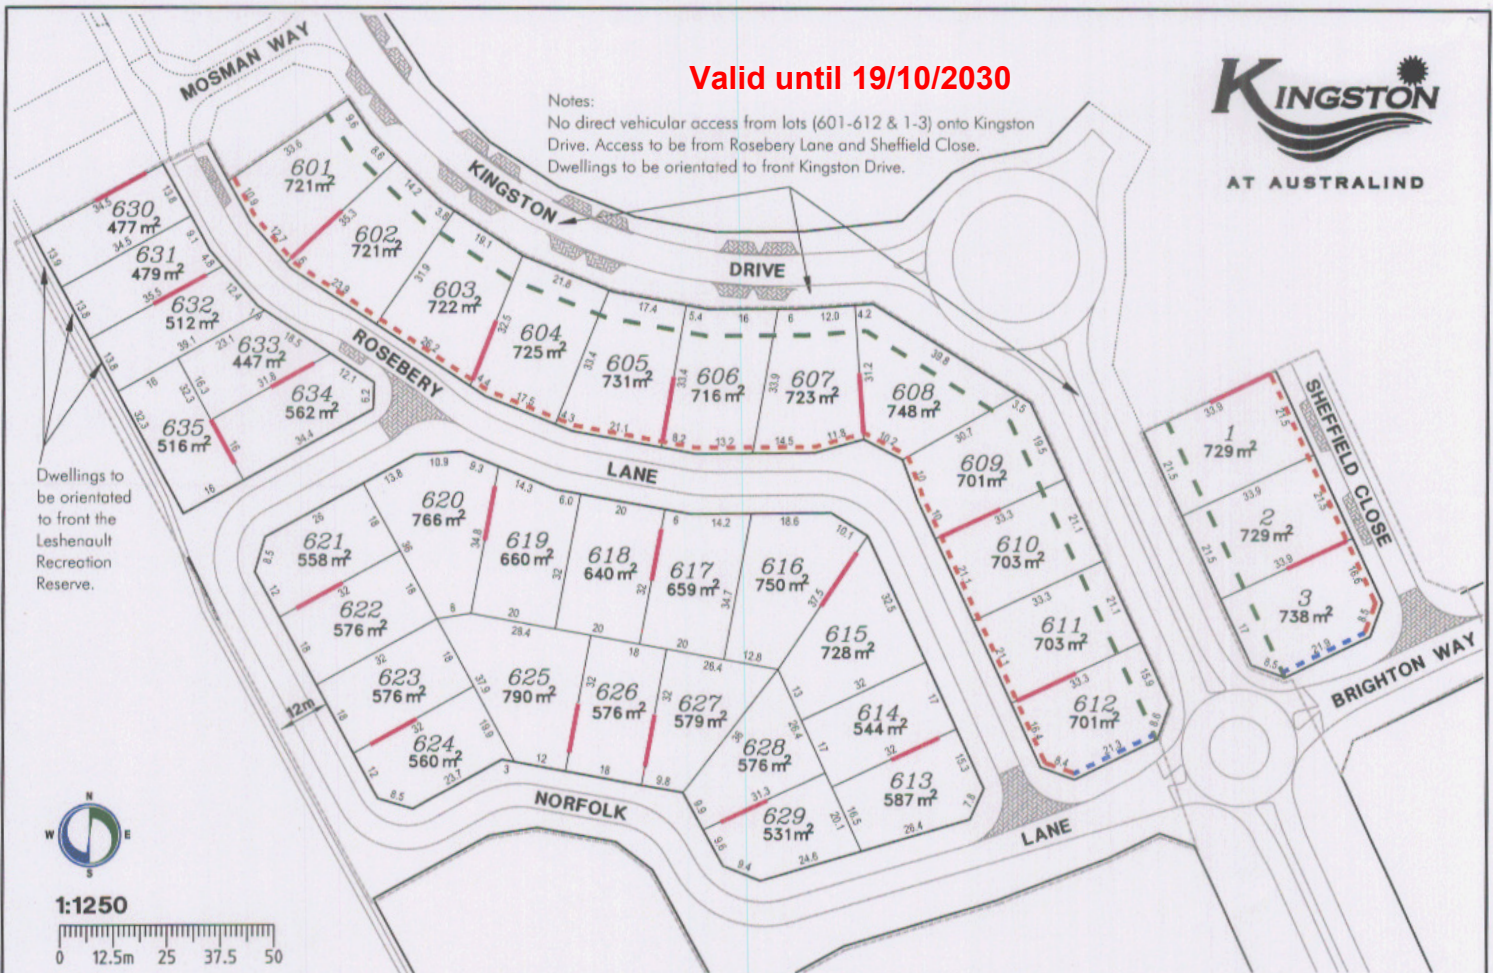 Valid until 19/10/2030
Notes:
No direct vehicular access from lots (601-612 & 1-3) onto Kingston
Drive. Access to be from Rosebery Lane and Sheffield Close.
Dwellings to be orientated to front Kingston Drive.
KINGSTON
AT AUSTRALIND
MOSMAN WAY
KINGSTON
DRIVE
ROSEBERY
LANE
NORFOLK
LANE
SHEFFIELD CLOSE
BRIGHTON WAY
601
721m²
602
721m²
603
722m²
604
725m²
605
731m²
606
716m²
607
723m²
608
748m²
609
701m²
610
703m²
611
703m²
612
701m²
1
729m²
2
729m²
3
738m²
630
477m²
631
479m²
632
512m²
633
447m²
634
562m²
635
516m²
Dwellings to
be orientated
to front the
Leshenault
Recreation
Reserve.
620
766m²
619
660m²
618
640m²
617
659m²
616
750m²
615
728m²
614
544m²
613
587m²
621
558m²
622
576m²
623
576m²
624
560m²
625
790m²
626
576m²
627
579m²
628
576m²
629
531m²
12m
N
W E
S
1:1250
0 12.5m 25 37.5 50